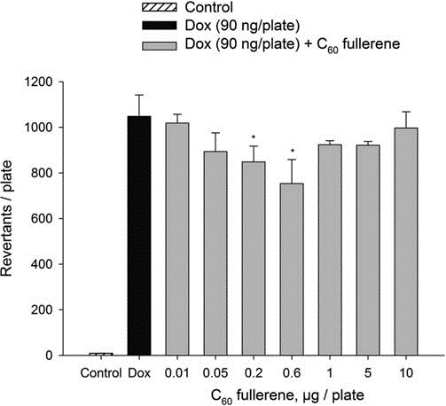 Control
Dox (90 ng/plate)
Dox (90 ng/plate) + C60 fullerene
1200
1000
800
600
400
200
0
Revertants / plate
* *
Control Dox 0.01 0.05 0.2 0.6 1 5 10
C60 fullerene, µg / plate